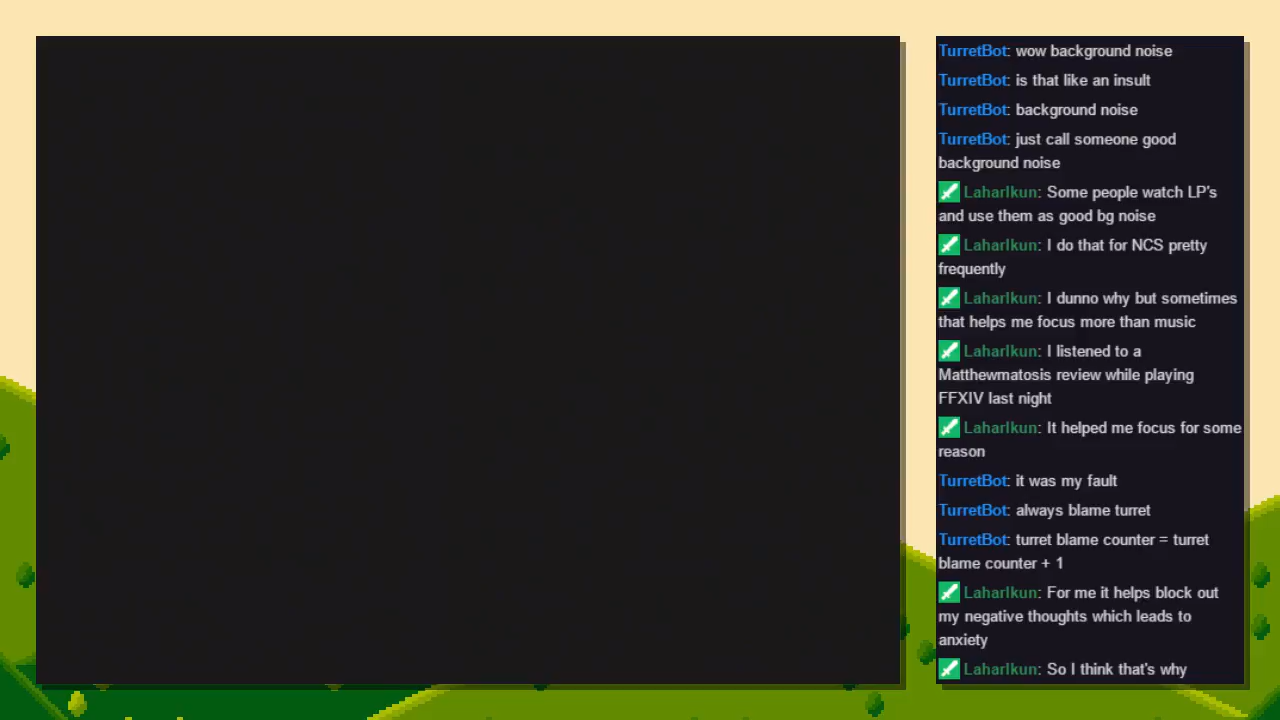 TurretBot: wow background noise
TurretBot: is that like an insult
TurretBot: background noise
TurretBot: just call someone good
background noise
LaharlKun: Some people watch LP's
and use them as good bg noise
LaharlKun: I do that for NCS pretty
frequently
LaharlKun: I dunno why but sometimes
that helps me focus more than music
LaharlKun: I listened to a
Matthewmatosis review while playing
FFXIV last night
LaharlKun: It helped me focus for some
reason
TurretBot: it was my fault
TurretBot: always blame turret
TurretBot: turret blame counter = turret
blame counter + 1
LaharlKun: For me it helps block out
my negative thoughts which leads to
anxiety
LaharlKun: So I think that's why